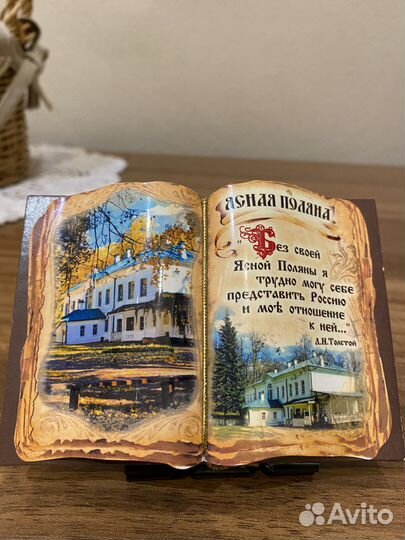 ЯСНАЯ ПОЛЯНА
"Без своей
Ясной Поляны я
трудно могу себе
представить Россию
и моё отношение
к ней...
Л.Н.Толстой
Avito